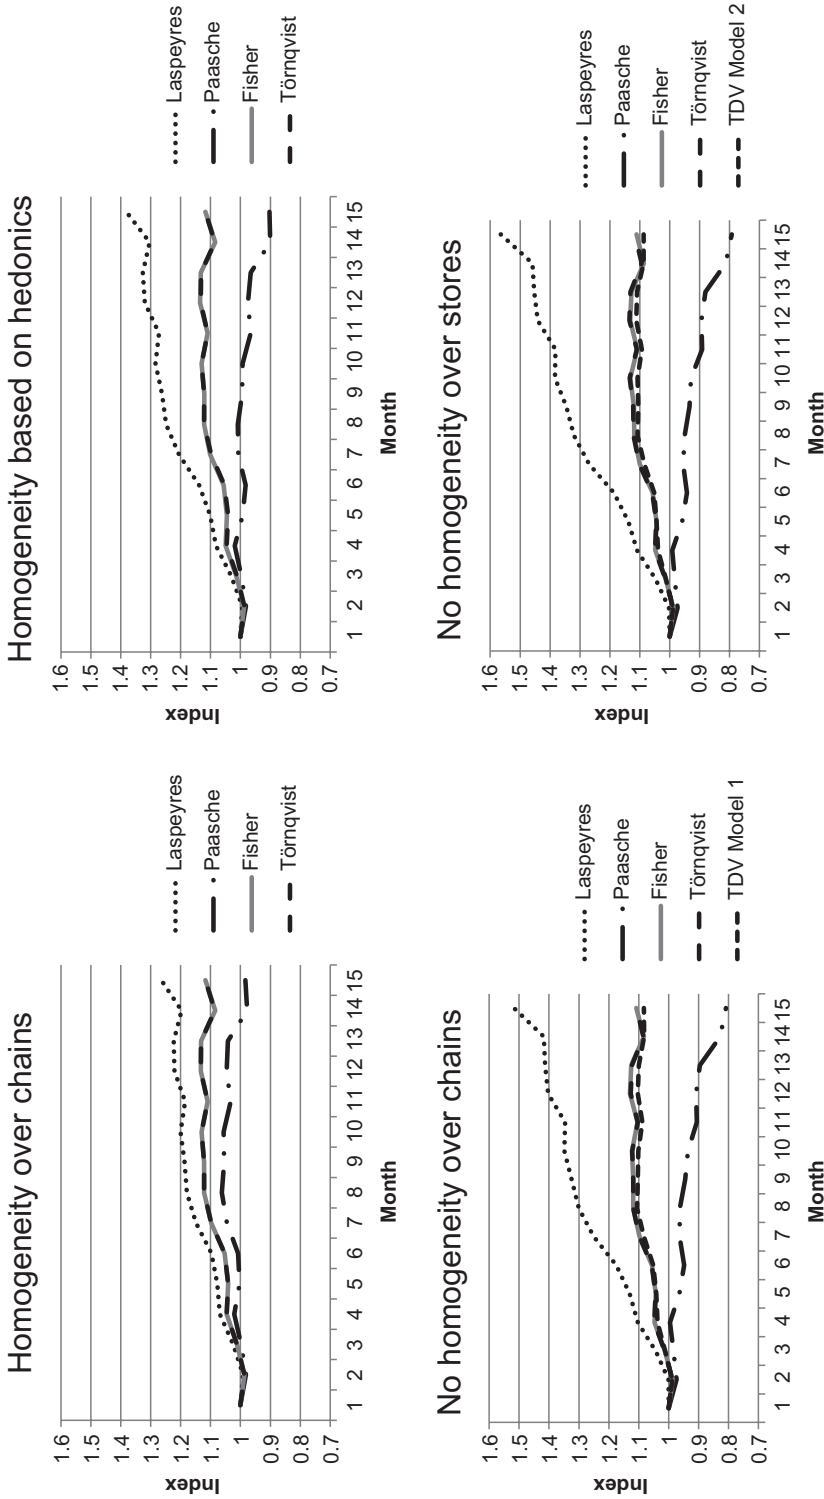 Homogeneity over chains
1.6
1.5
1.4
1.3
1.2
1.1
1
0.9
0.8
0.7
Index
1 2 3 4 5 6 7 8 9 10 11 12 13 14 15
Month
Laspeyres
Paasche
Fisher
Törnqvist
Homogeneity based on hedonics
1.6
1.5
1.4
1.3
1.2
1.1
1
0.9
0.8
0.7
Index
1 2 3 4 5 6 7 8 9 10 11 12 13 14 15
Month
Laspeyres
Paasche
Fisher
Törnqvist
No homogeneity over chains
1.6
1.5
1.4
1.3
1.2
1.1
1
0.9
0.8
0.7
Index
1 2 3 4 5 6 7 8 9 10 11 12 13 14 15
Month
Laspeyres
Paasche
Fisher
Törnqvist
TDV Model 1
No homogeneity over stores
1.6
1.5
1.4
1.3
1.2
1.1
1
0.9
0.8
0.7
Index
1 2 3 4 5 6 7 8 9 10 11 12 13 14 15
Month
Laspeyres
Paasche
Fisher
Törnqvist
TDV Model 2